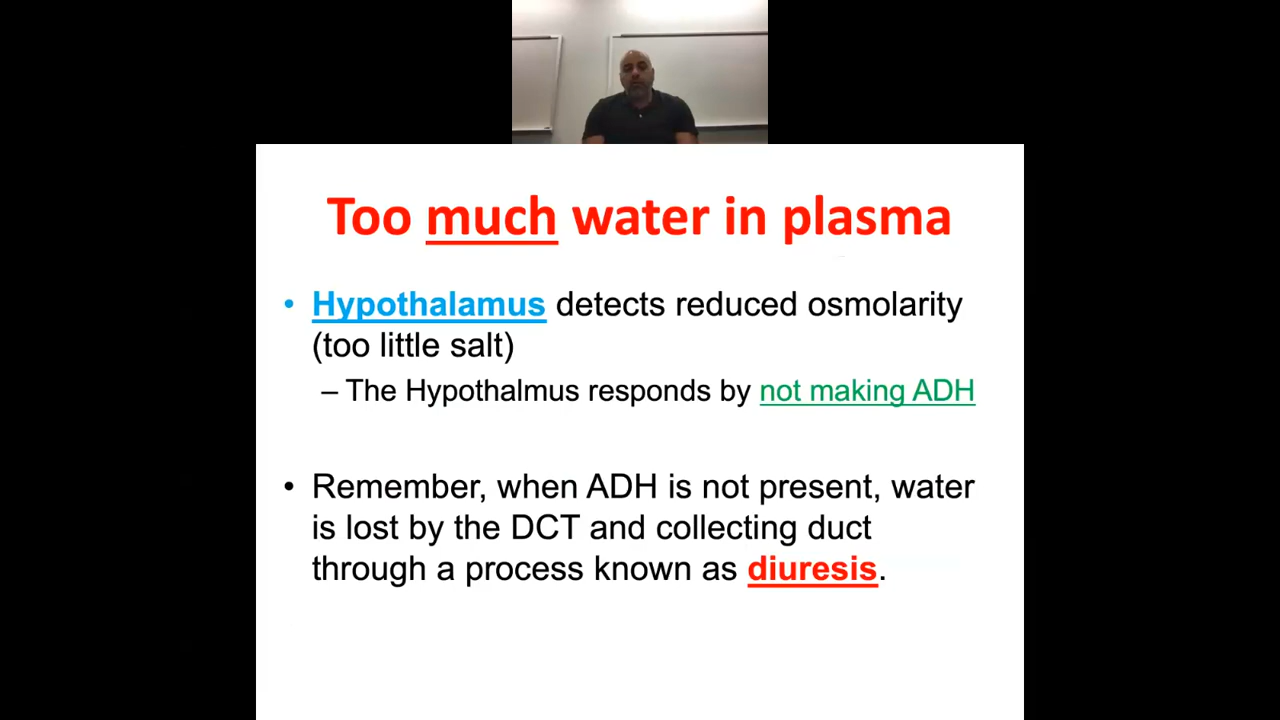 Too much water in plasma
• Hypothalamus detects reduced osmolarity
(too little salt)
– The Hypothalmus responds by not making ADH
• Remember, when ADH is not present, water
is lost by the DCT and collecting duct
through a process known as diuresis.